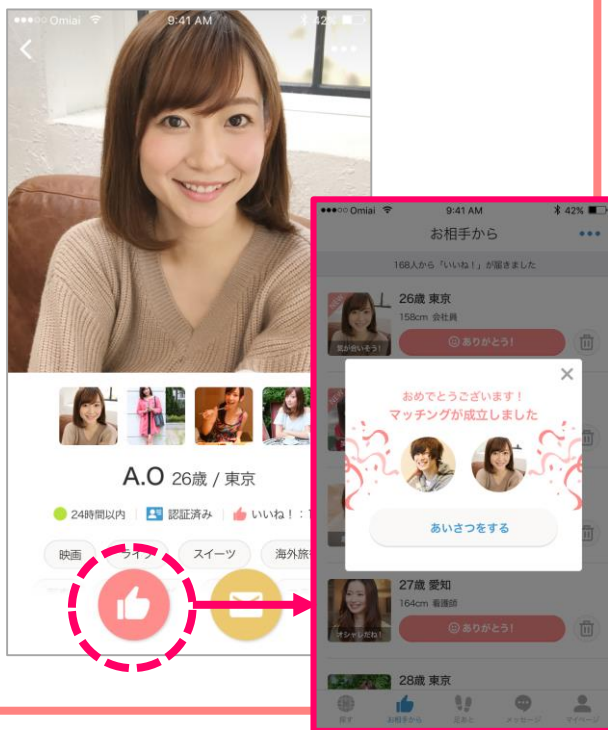 Omiai
9:41 AM
42%
A.O 26歳 / 東京
24時間以内
認証済み
いいね！：1
映画
ライブ
スイーツ
海外旅
Omiai
9:41 AM
42%
お相手から
168人から「いいね！」が届きました
26歳 東京
158cm 会社員
気が合いそう！
ありがとう！
おめでとうございます！
マッチングが成立しました
あいさつをする
27歳 愛知
164cm 看護師
オシャレだね！
ありがとう！
28歳 東京
探す
お相手から
足あと
メッセージ
マイページ